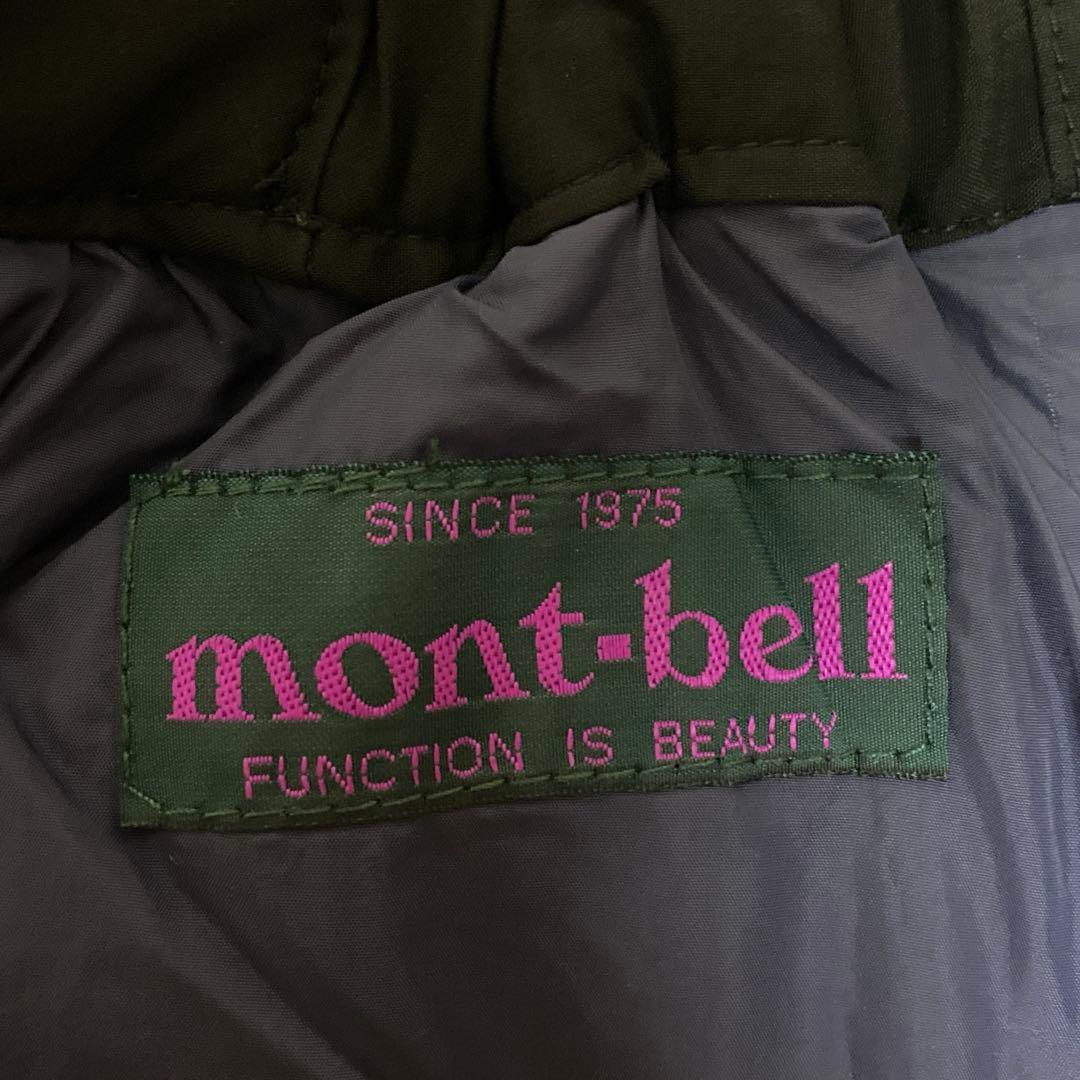 SINCE 1975
mont-bell
FUNCTION IS BEAUTY